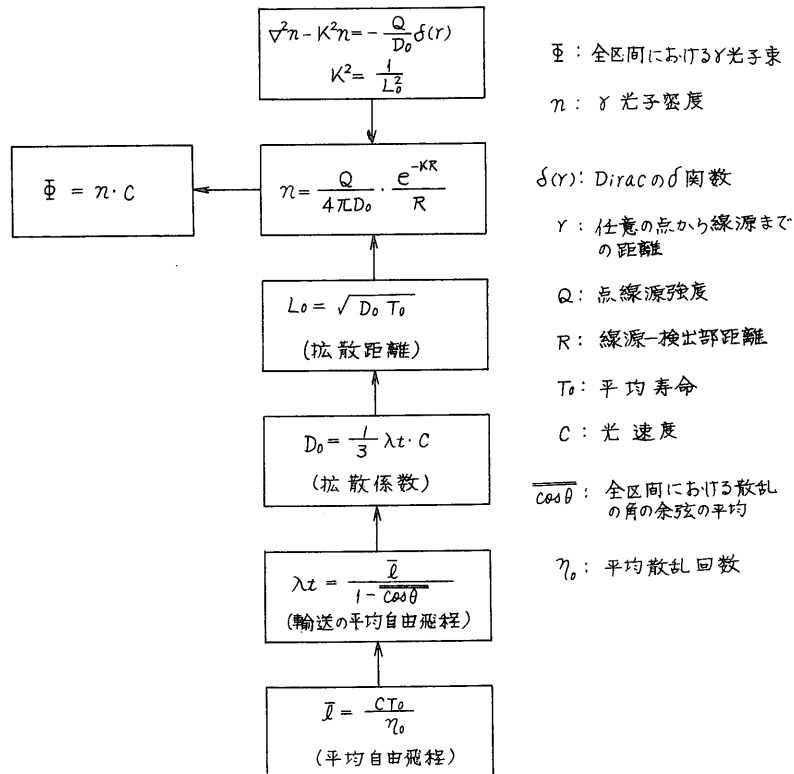 ∇²n - K²n = - Q/D₀ δ(r)
K² = 1/L₀²
Φ = n・C
n = Q/4πD₀ ・ e^{-KR}/R
L₀ = √D₀ T₀
(拡散距離)
D₀ = 1/3 λt・C
(拡散係数)
λt = l̄/1-cosθ̿
(輸送の平均自由飛程)
l̄ = CT₀/η₀
(平均自由飛程)
Φ: 全区間におけるγ光子束
n: γ光子密度
δ(r): Diracのδ関数
r: 任意の点から線源まで
の距離
Q: 点線源強度
R: 線源―検出部距離
T₀: 平均寿命
C: 光速度
cosθ̿: 全区間における散乱
の角の余弦の平均
η₀: 平均散乱回数